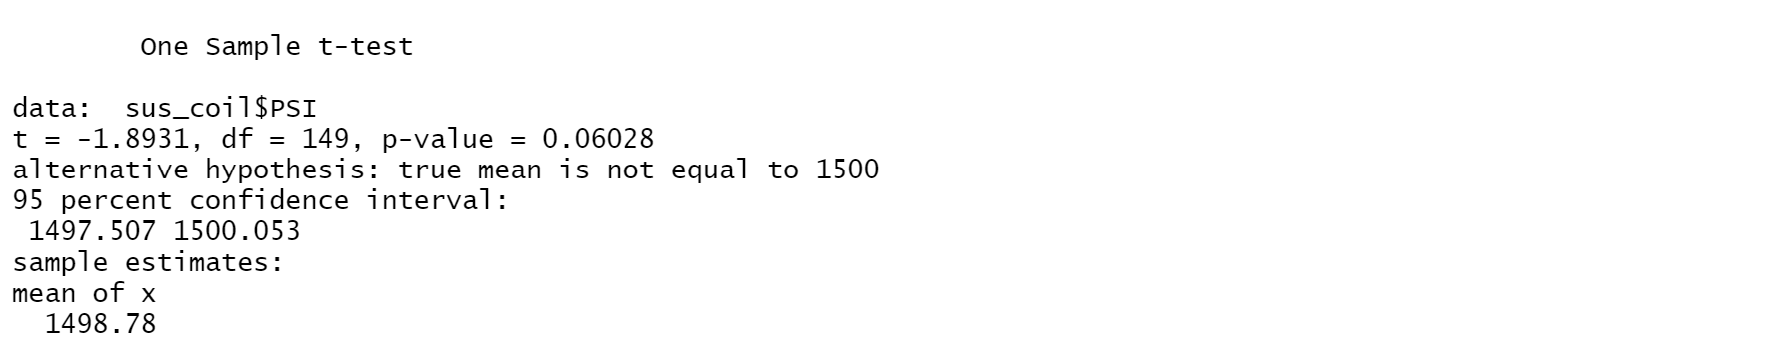 One Sample t-test
data: sus_coil$PSI
t = -1.8931, df = 149, p-value = 0.06028
alternative hypothesis: true mean is not equal to 1500
95 percent confidence interval:
1497.507 1500.053
sample estimates:
mean of x
1498.78